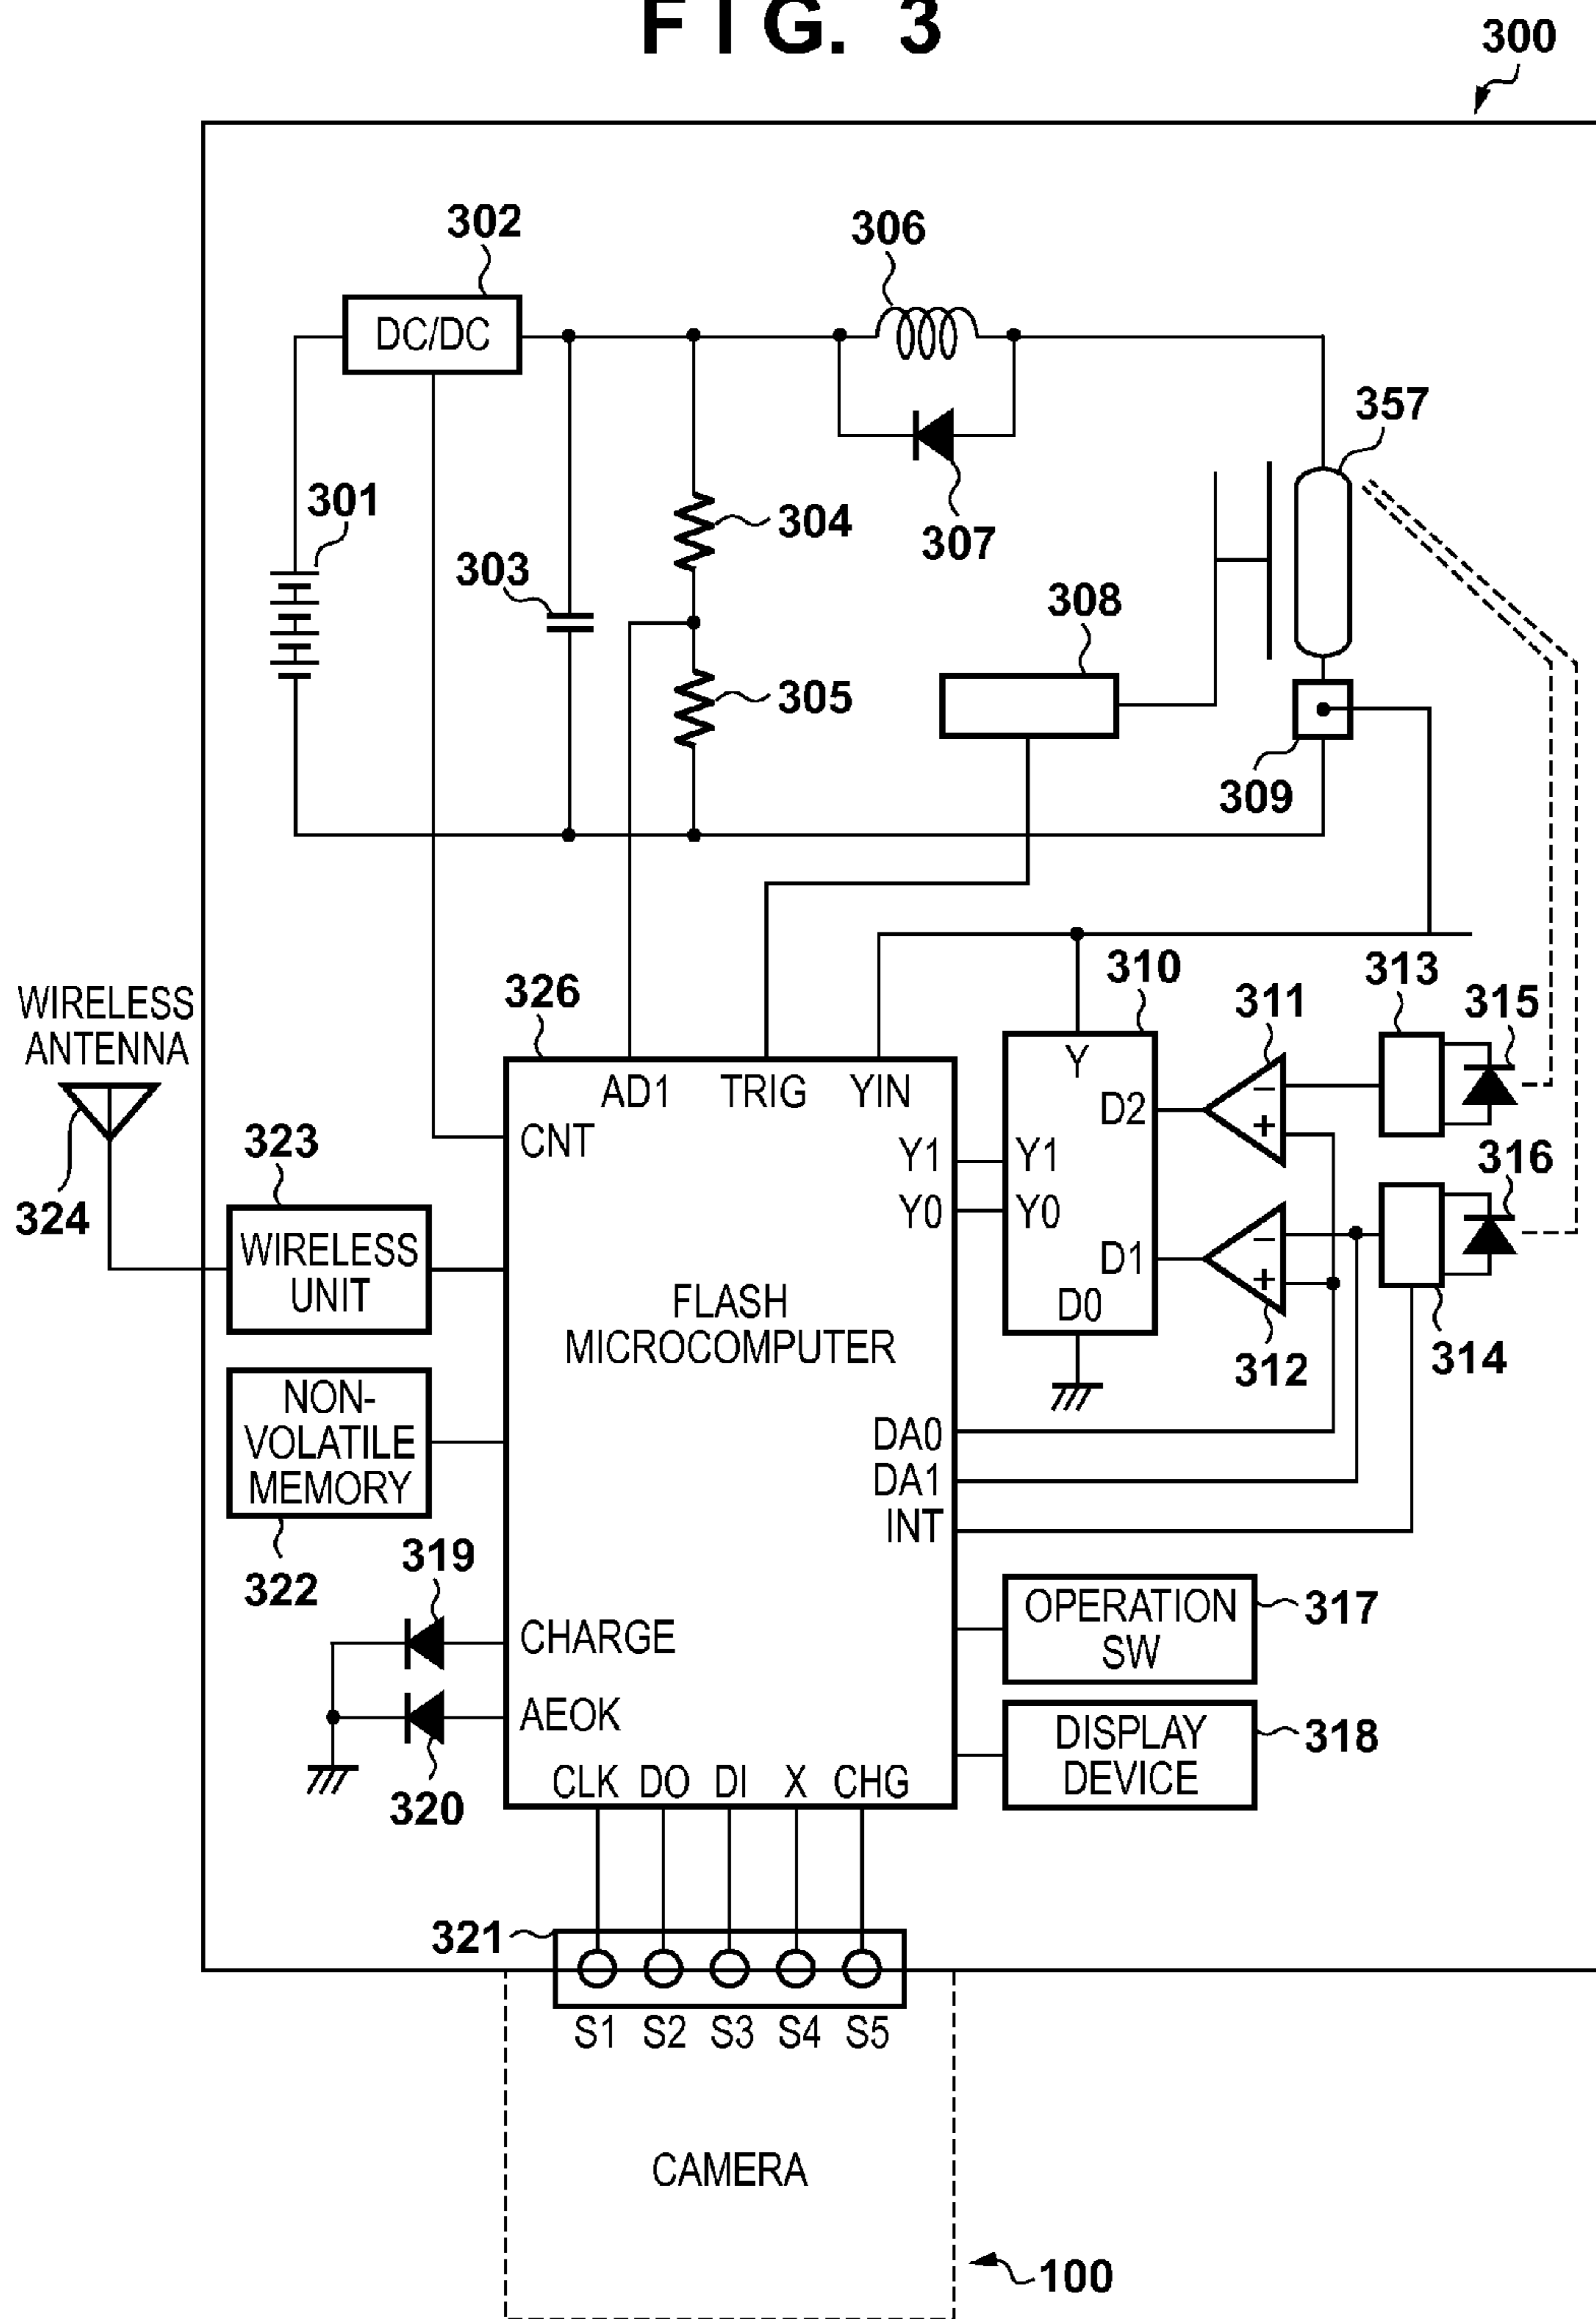 FIG. 3
300
302
306
DC/DC
357
301
304
307
303
308
305
309
326
310
313
WIRELESS
ANTENNA
311
315
AD1 TRIG YIN
Y
D2
CNT
323
Y1 Y1
316
324
Y0 Y0
WIRELESS
UNIT
D1
FLASH
MICROCOMPUTER
D0
312
314
NON-
VOLATILE
MEMORY
DA0
DA1
INT
319
322
OPERATION
SW
317
CHARGE
AEOK
DISPLAY
DEVICE
318
320
CLK DO DI X CHG
321
S1 S2 S3 S4 S5
CAMERA
100
− +
− +